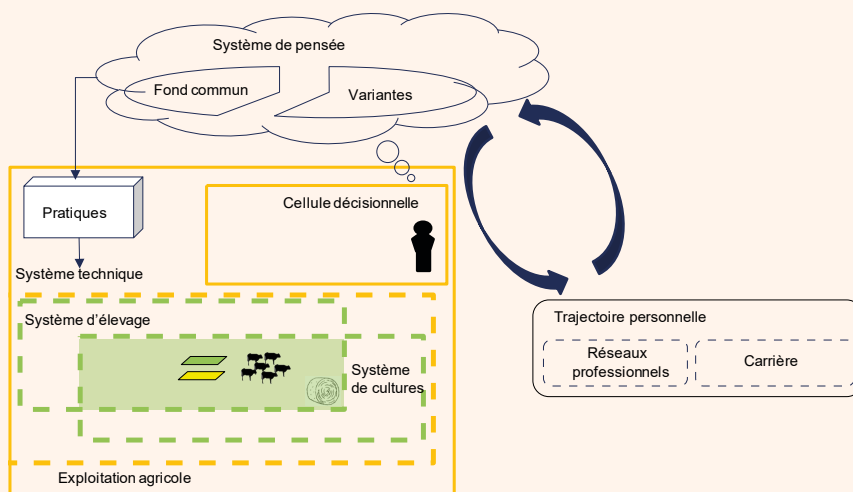 Système de pensée
Fond commun
Variantes
Cellule décisionnelle
Pratiques
Système technique
Système d'élevage
Système
de cultures
Exploitation agricole
Trajectoire personnelle
Réseaux
professionnels
Carrière